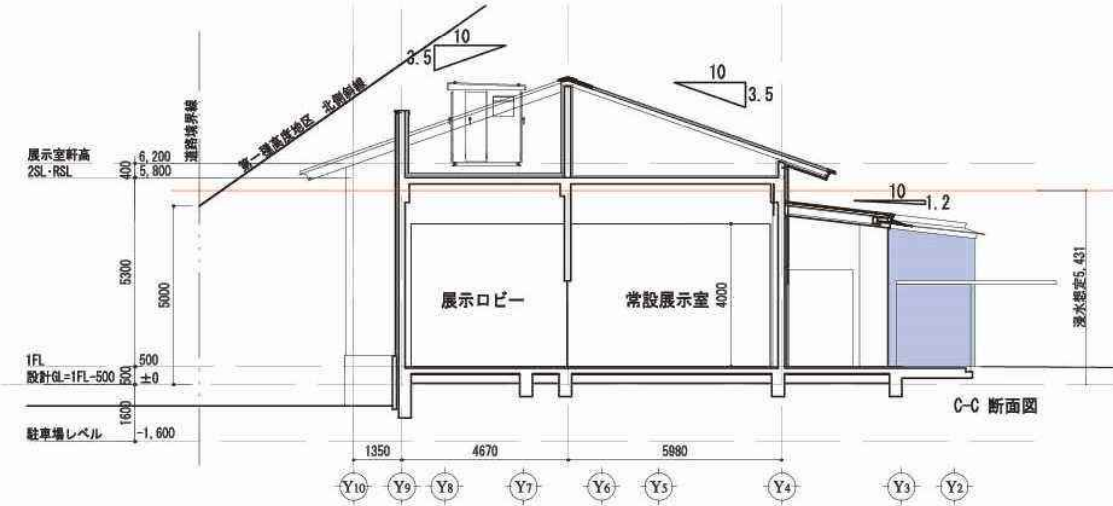 10
3.5
10
3.5
道路境界線
第一種高度地区 北側斜線
展示室軒高 6,200
2SL・RSL 400 5,800
10
1.2
5300
5000
展示ロビー
常設展示室
4000
浸水想定5,431
1FL 500
設計GL=1FL-500 500 ±0
C-C 断面図
1600
駐車場レベル -1,600
1350 4670 5980
Y10 Y9 Y8 Y7 Y6 Y5 Y4 Y3 Y2